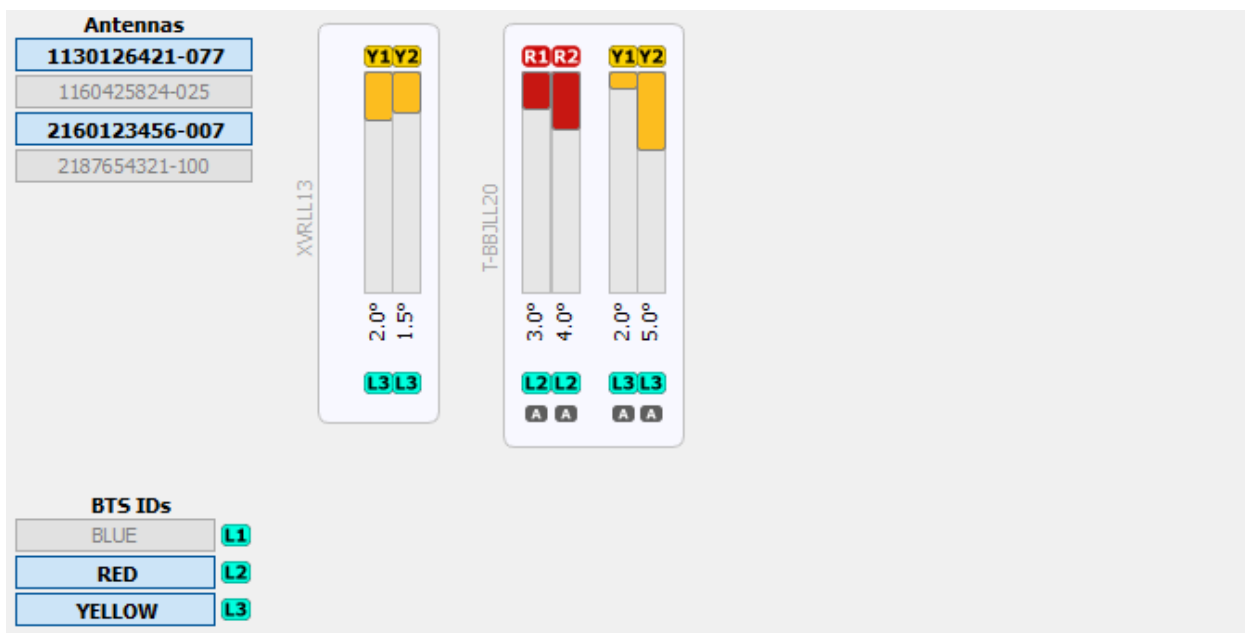 Antennas
1130126421-077
1160425824-025
2160123456-007
2187654321-100
XVRLL13
Y1 Y2
2.0° 1.5°
L3 L3
T-BBJLL20
R1 R2 Y1 Y2
3.0° 4.0° 2.0° 5.0°
L2 L2 L3 L3
A A A A
BTS IDs
BLUE L1
RED L2
YELLOW L3